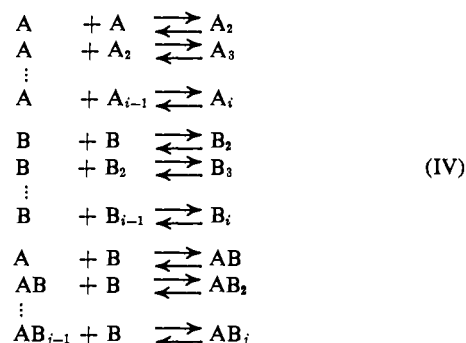 A + A ⇄ A₂
A + A₂ ⇄ A₃
⋮
A + Aᵢ₋₁ ⇄ Aᵢ
B + B ⇄ B₂
B + B₂ ⇄ B₃ (IV)
⋮
B + Bᵢ₋₁ ⇄ Bᵢ
A + B ⇄ AB
AB + B ⇄ AB₂
⋮
ABᵢ₋₁ + B ⇄ ABᵢ